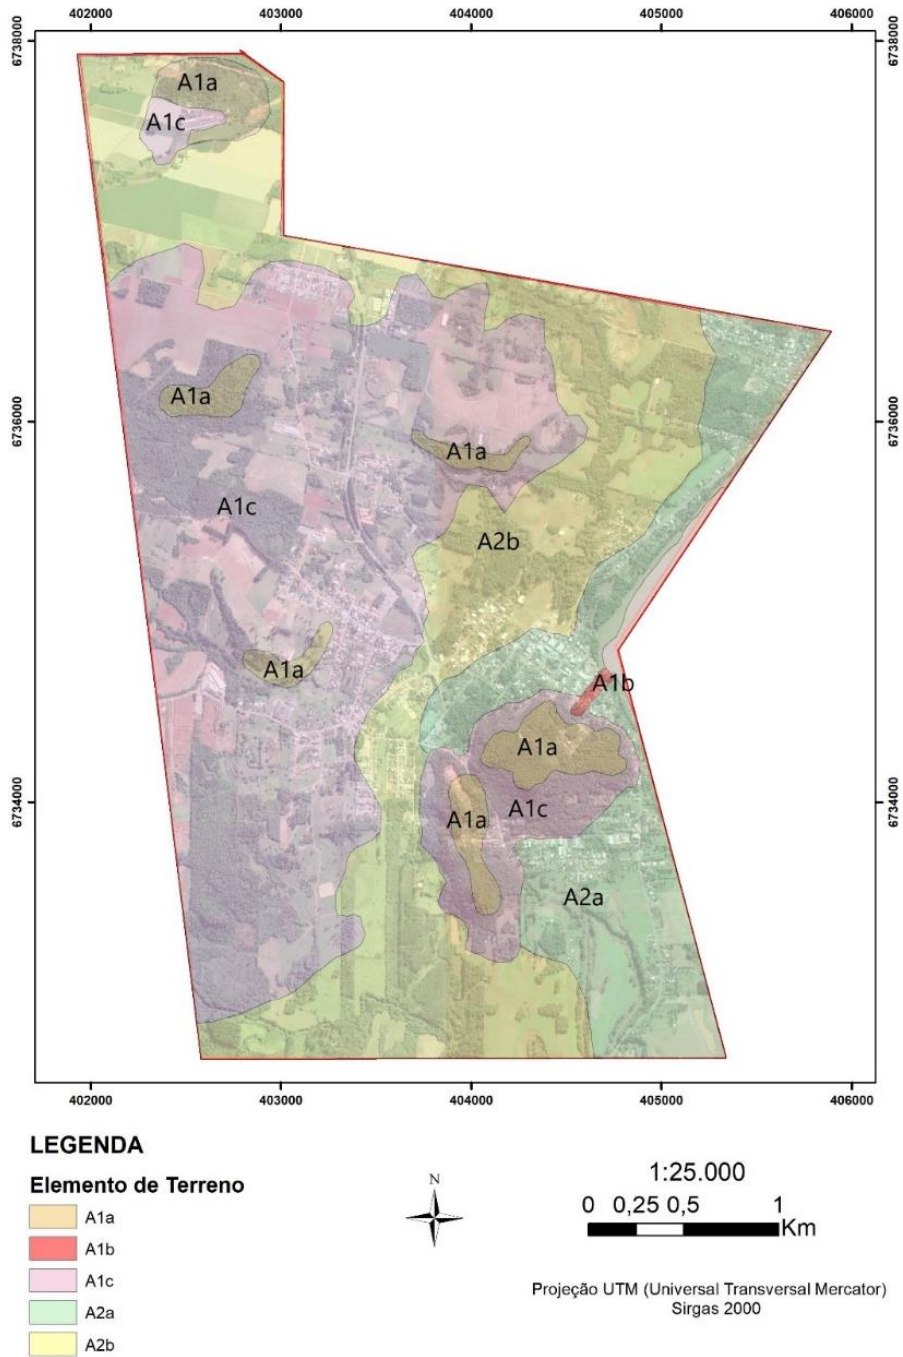 402000 403000 404000 405000 406000
6738000 6738000
A1a
A1c
6736000 6736000
A1a
A1a
A1c
A2b
A1a
A1b
A1a
6734000 6734000
A1c
A1a
A2a
402000 403000 404000 405000 406000
LEGENDA
Elemento de Terreno
A1a
A1b
A1c
A2a
A2b
N
1:25.000
0 0,25 0,5 1
Km
Projeção UTM (Universal Transversal Mercator)
Sirgas 2000